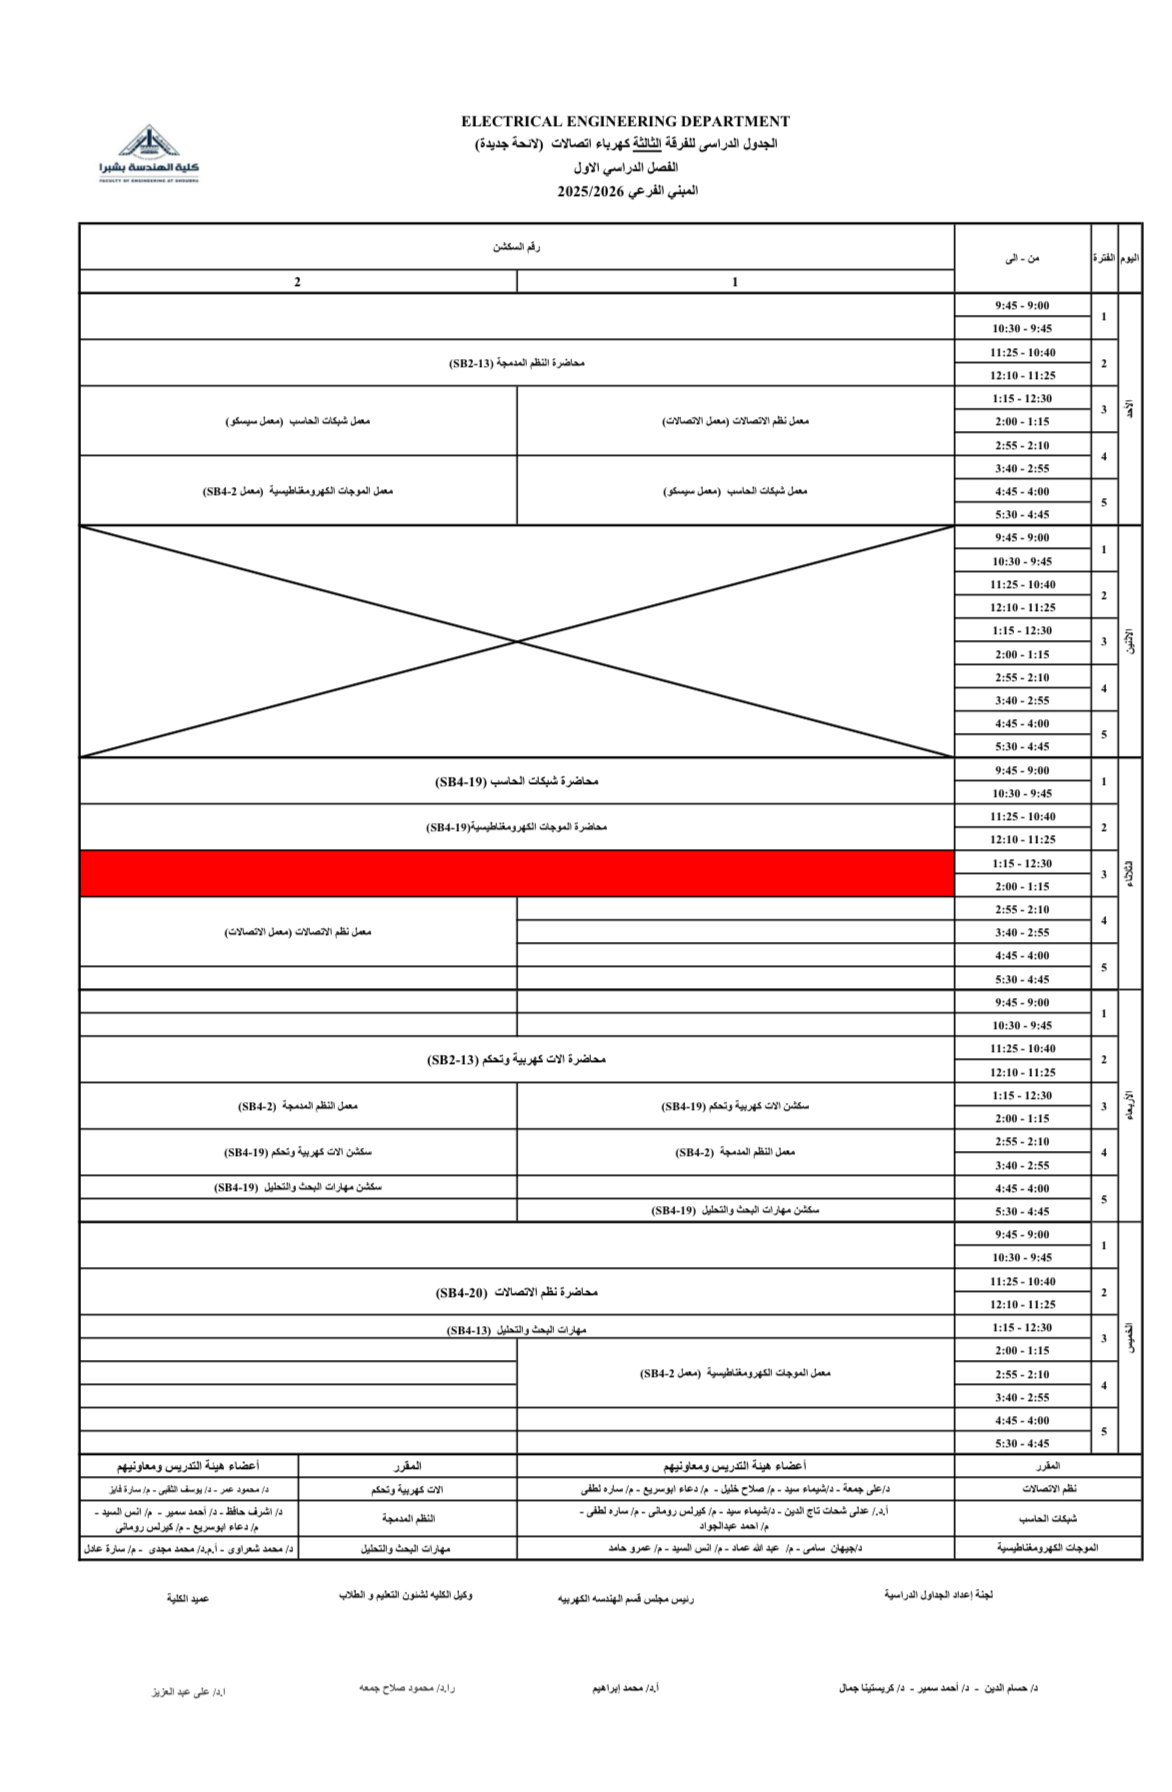 ELECTRICAL ENGINEERING DEPARTMENT
الجدول الدراسى للفرقة الثالثة كهرباء اتصالات (لائحة جديدة)
الفصل الدراسي الاول
المبني الفرعي 2025/2026
كلية الهندسة بشبرا
FACULTY OF ENGINEERING AT SHOUBRA
اليوم الفترة من - الى رقم السكشن
1 2
الأحد
1 9:45 - 9:00
10:30 - 9:45
2 11:25 - 10:40 محاضرة النظم المدمجة (SB2-13)
12:10 - 11:25
3 1:15 - 12:30
2:00 - 1:15 معمل نظم الاتصالات (معمل الاتصالات) معمل شبكات الحاسب (معمل سيسكو)
4 2:55 - 2:10
3:40 - 2:55
5 4:45 - 4:00 معمل شبكات الحاسب (معمل سيسكو) معمل الموجات الكهرومغناطيسية (معمل SB4-2)
5:30 - 4:45
الاثنين
1 9:45 - 9:00
10:30 - 9:45
2 11:25 - 10:40
12:10 - 11:25
3 1:15 - 12:30
2:00 - 1:15
4 2:55 - 2:10
3:40 - 2:55
5 4:45 - 4:00
5:30 - 4:45
الثلاثاء
1 9:45 - 9:00 محاضرة شبكات الحاسب (SB4-19)
10:30 - 9:45
2 11:25 - 10:40 محاضرة الموجات الكهرومغناطيسية(SB4-19)
12:10 - 11:25
3 1:15 - 12:30
2:00 - 1:15
4 2:55 - 2:10
3:40 - 2:55 معمل نظم الاتصالات (معمل الاتصالات)
5 4:45 - 4:00
5:30 - 4:45
الأربعاء
1 9:45 - 9:00
10:30 - 9:45
2 11:25 - 10:40 محاضرة الات كهربية وتحكم (SB2-13)
12:10 - 11:25
3 1:15 - 12:30 سكشن الات كهربية وتحكم (SB4-19) معمل النظم المدمجة (SB4-2)
2:00 - 1:15
4 2:55 - 2:10 معمل النظم المدمجة (SB4-2) سكشن الات كهربية وتحكم (SB4-19)
3:40 - 2:55
5 4:45 - 4:00 سكشن مهارات البحث والتحليل (SB4-19)
5:30 - 4:45 سكشن مهارات البحث والتحليل (SB4-19)
الخميس
1 9:45 - 9:00
10:30 - 9:45
2 11:25 - 10:40 محاضرة نظم الاتصالات (SB4-20)
12:10 - 11:25
3 1:15 - 12:30 مهارات البحث والتحليل (SB4-13)
2:00 - 1:15
4 2:55 - 2:10 معمل الموجات الكهرومغناطيسية (معمل SB4-2)
3:40 - 2:55
5 4:45 - 4:00
5:30 - 4:45
المقرر أعضاء هيئة التدريس ومعاونيهم المقرر أعضاء هيئة التدريس ومعاونيهم
نظم الاتصالات د/على جمعة - د/شيماء سيد - م/ صلاح خليل - م/ دعاء ابوسريع - م/ ساره لطفى الات كهربية وتحكم د/ محمود عمر - د/ يوسف الثقبى - م/ سارة فايز
شبكات الحاسب أ.د./ عدلى شحات تاج الدين - د/شيماء سيد - م/ كيرلس رومانى - م/ ساره لطفى -
م/ احمد عبدالجواد
النظم المدمجة د/ اشرف حافظ - د/ أحمد سمير - م/ انس السيد -
م/ دعاء ابوسريع - م/ كيرلس رومانى
الموجات الكهرومغناطيسية د/جيهان سامى - م/ عبد الله عماد - م/ انس السيد - م/ عمرو حامد مهارات البحث والتحليل د/ محمد شعراوى - أ.م.د/ محمد مجدى - م/ سارة عادل
لجنة إعداد الجداول الدراسية رئيس مجلس قسم الهندسه الكهربيه وكيل الكليه لشئون التعليم و الطلاب عميد الكلية
د/ حسام الدين - د/ أحمد سمير - د/ كريستينا جمال أ.د/ محمد إبراهيم را.د/ محمود صلاح جمعه ا.د/ على عبد العزيز